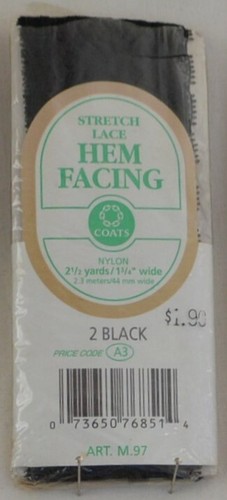 STRETCH
LACE
HEM
FACING
COATS
NYLON
2½ yards/1¾" wide
2.3 meters/44 mm wide
$1.90
2 BLACK
PRICE CODE A3
0 73650 76851 4
ART. M.97